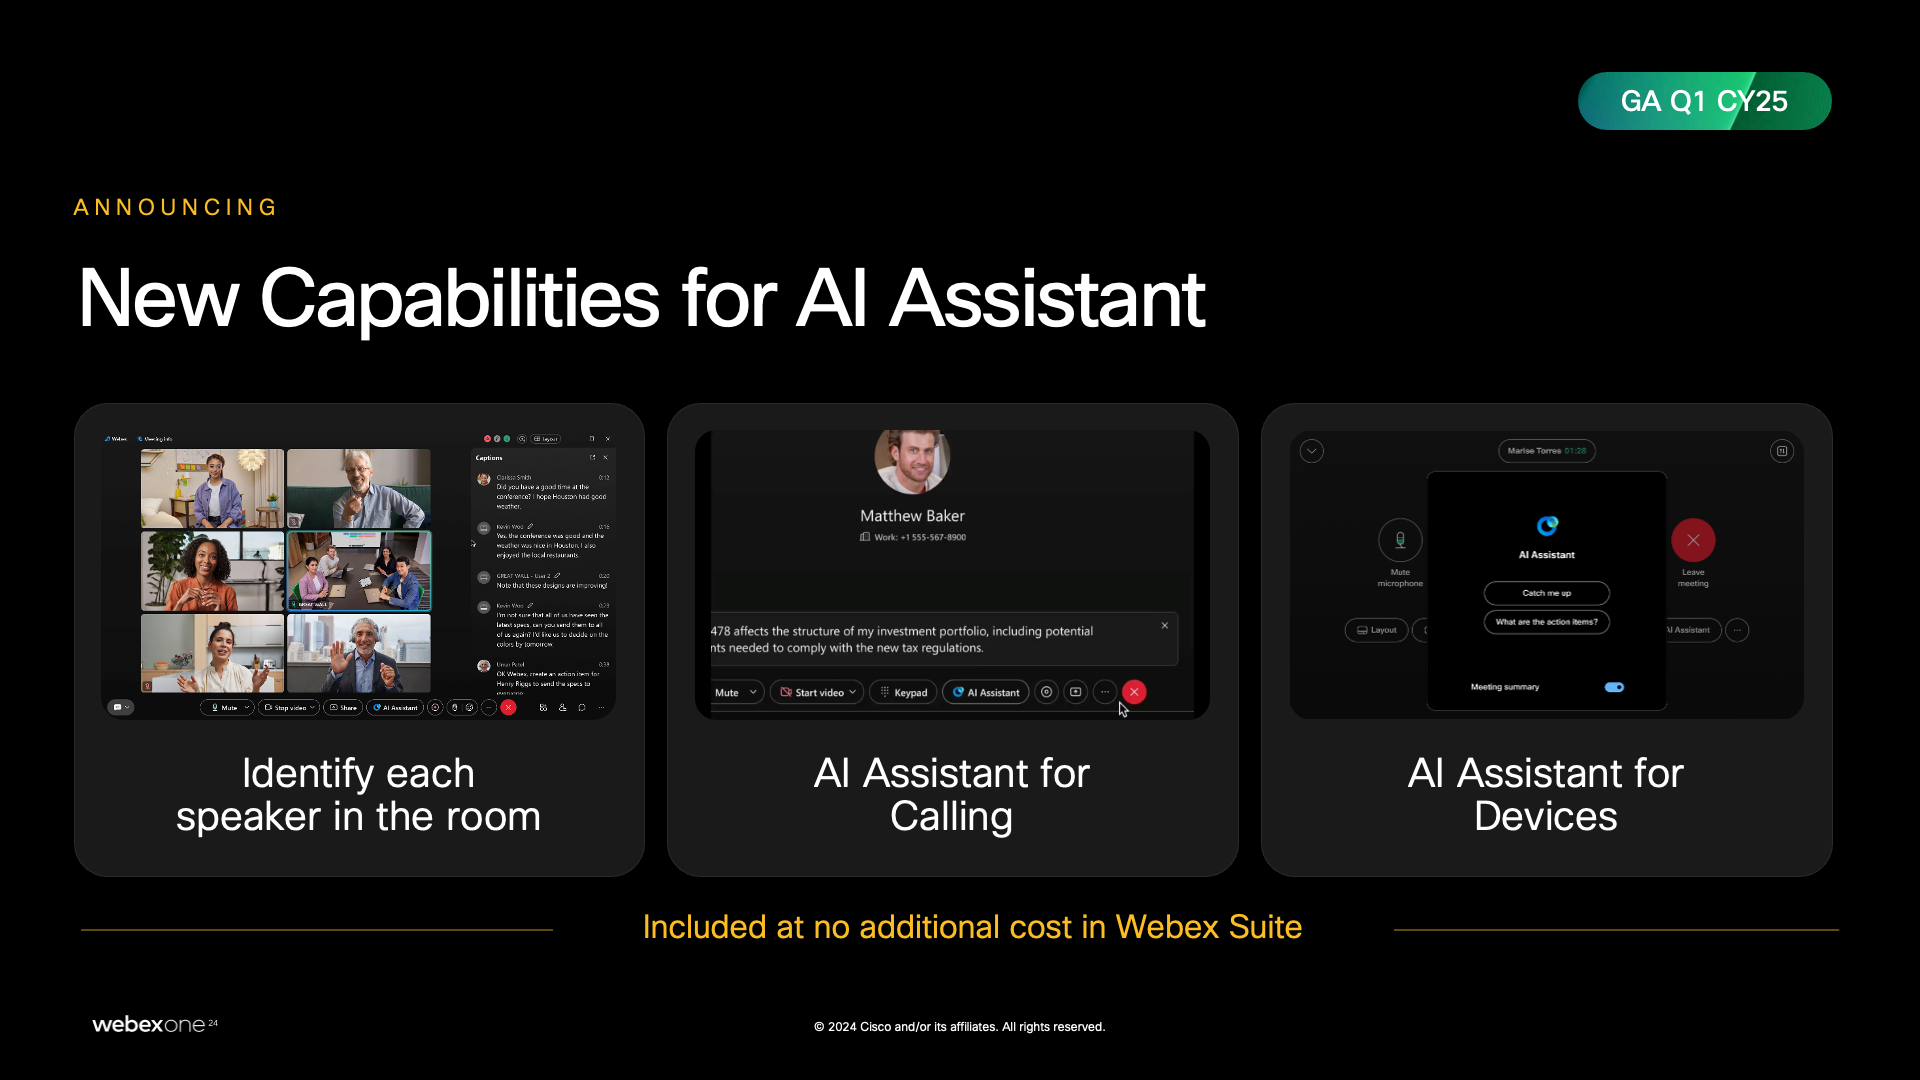 GA Q1 CY25
ANNOUNCING
New Capabilities for AI Assistant
Webex
Meeting info
Layout
Captions
Clarissa Smith
0:12
Did you have a good time at the
conference? I hope Houston had good
weather.
Kevin Woo
0:16
Yes, the conference was good and the
weather was nice in Houston. I also
enjoyed the local restaurants.
GREAT WALL - User 2
0:20
Note that these designs are improving!
Kevin Woo
0:23
I'm not sure that all of us have seen the
latest specs, can you send them to all
of us again? I'd like us to decide on the
colors by tomorrow.
Umar Patel
0:38
OK Webex, create an action item for
Henry Riggs to send the specs to
everyone
GREAT WALL
Mute
Stop video
Share
AI Assistant
Identify each
speaker in the room
Matthew Baker
Work: +1 555-567-8900
478 affects the structure of my investment portfolio, including potential
nts needed to comply with the new tax regulations.
Mute
Start video
Keypad
AI Assistant
AI Assistant for
Calling
Marise Torres 01:28
Mute
microphone
AI Assistant
Catch me up
What are the action items?
Meeting summary
Leave
meeting
Layout
AI Assistant
AI Assistant for
Devices
Included at no additional cost in Webex Suite
webexone 24
© 2024 Cisco and/or its affiliates. All rights reserved.